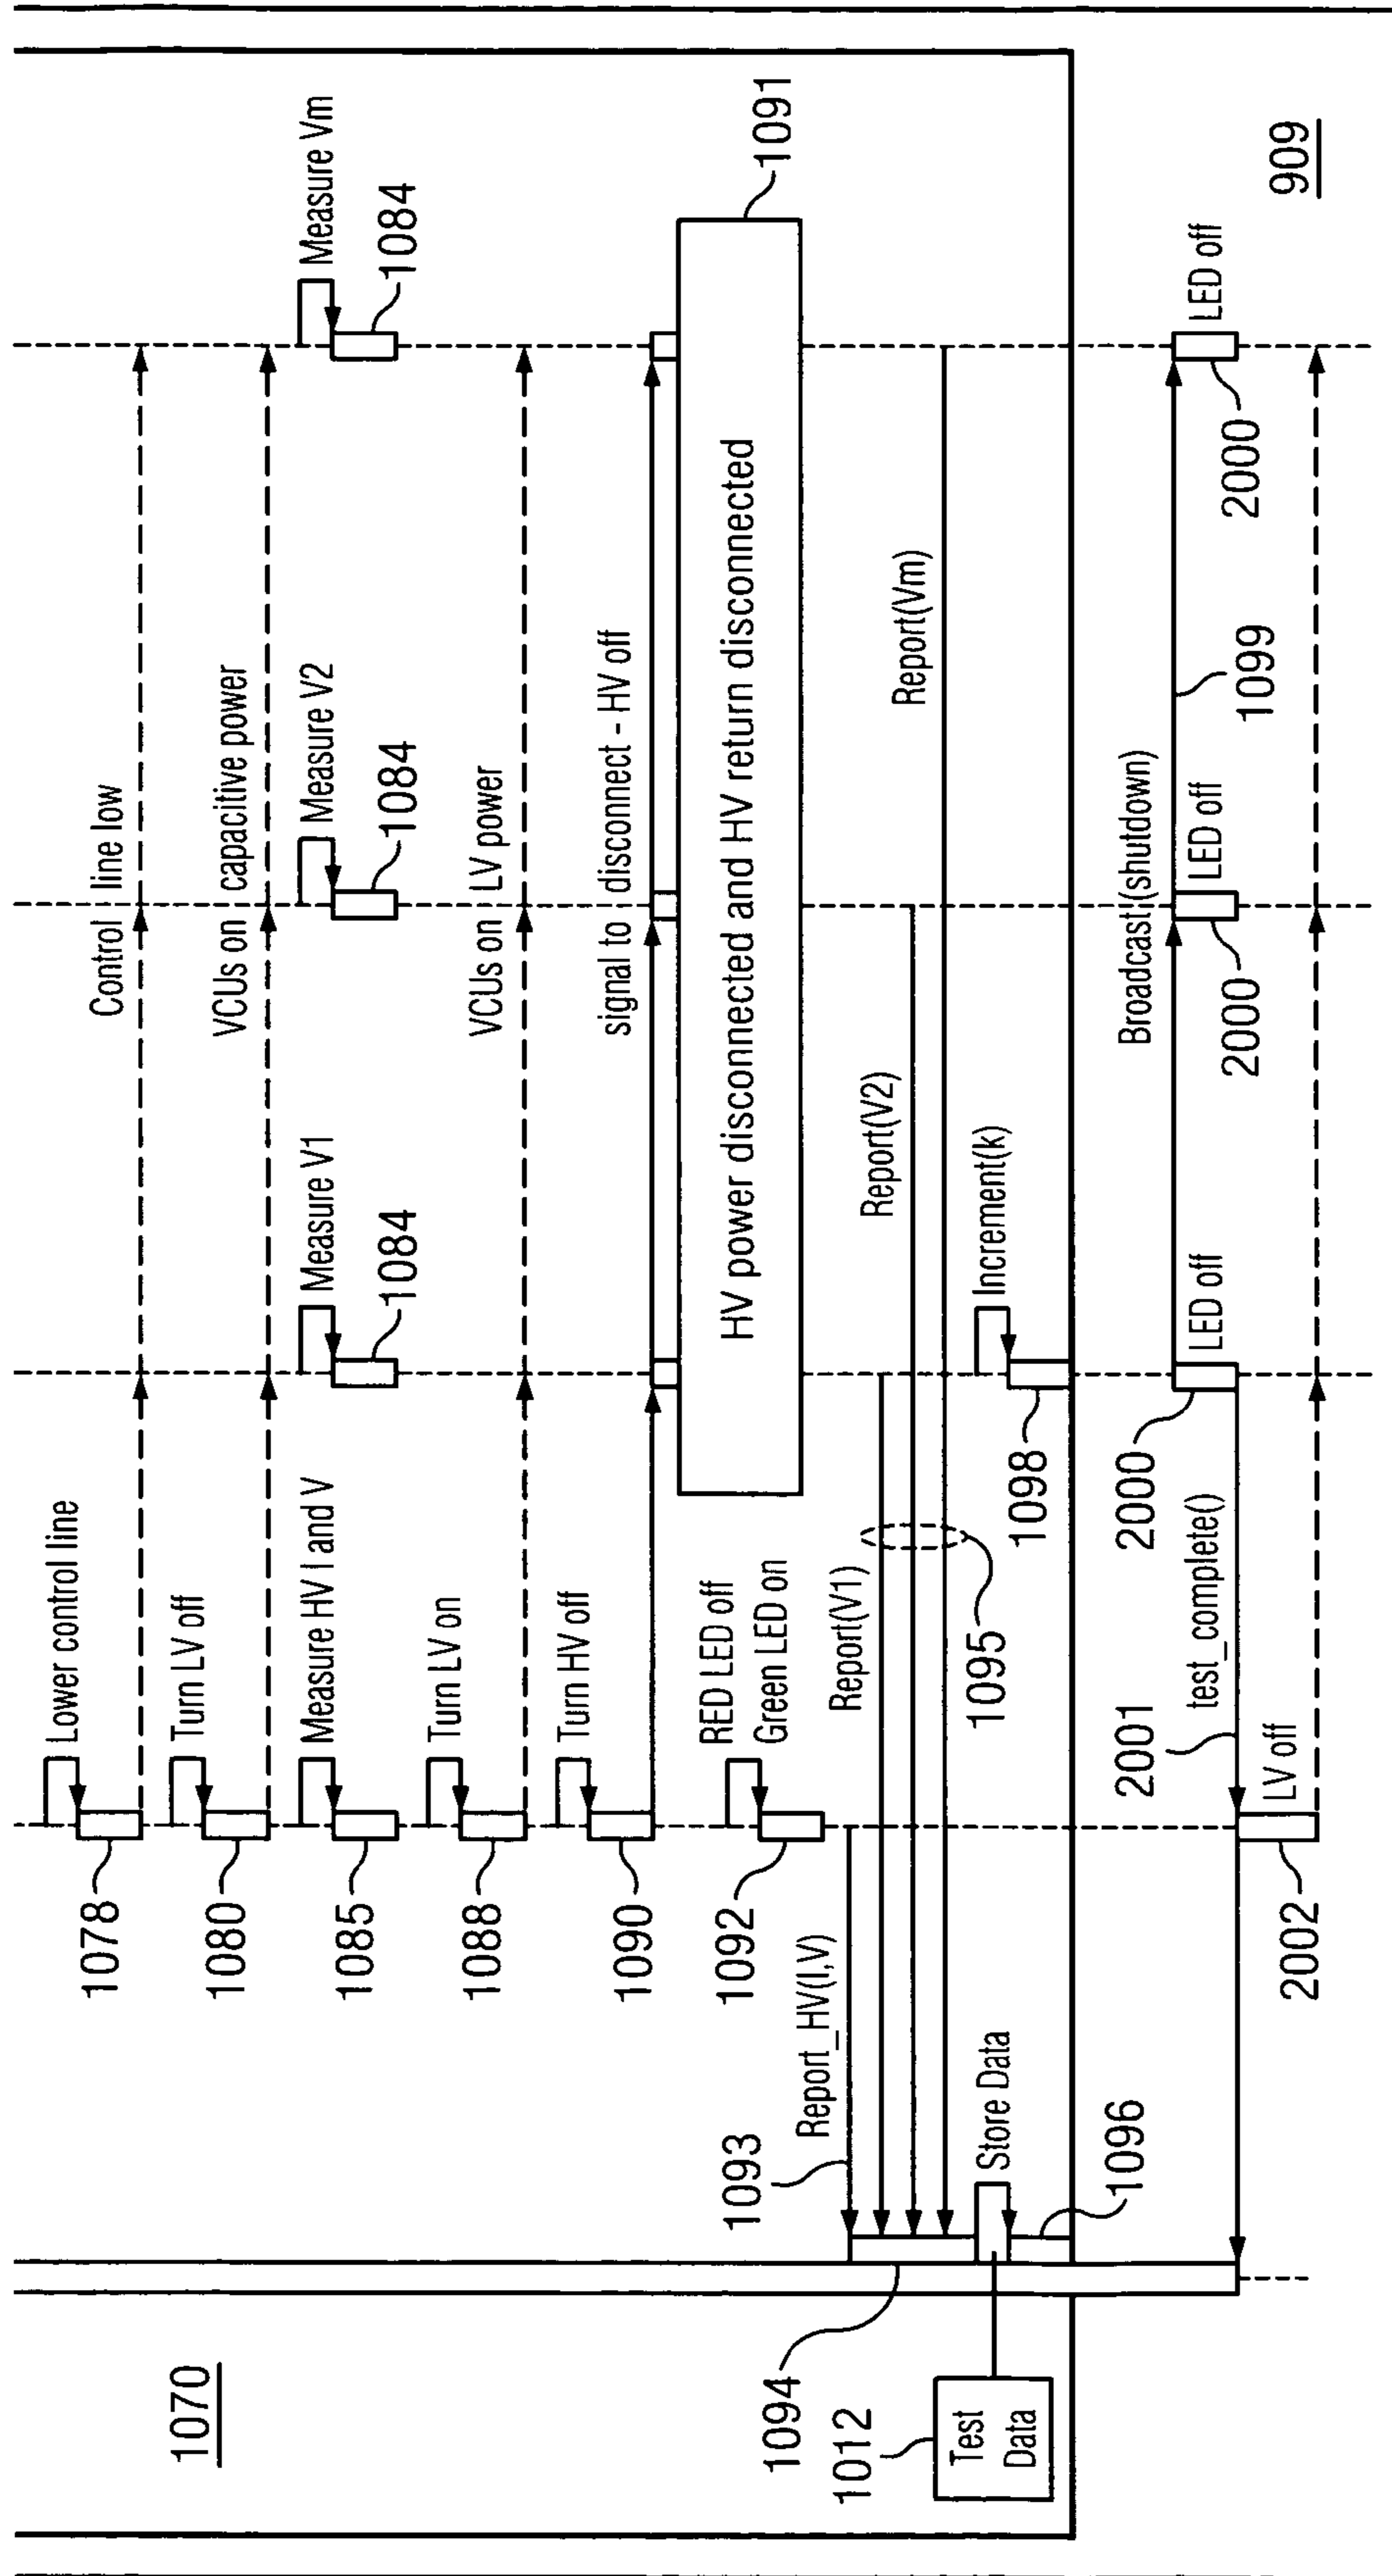 1070
1078
Lower control line
Control line low
1080
Turn LV off
VCUs on capacitive power
1085
Measure HV I and V
Measure V1
1084
Measure V2
1084
Measure Vm
1084
1088
Turn LV on
VCUs on LV power
1090
Turn HV off
signal to disconnect - HV off
HV power disconnected and HV return disconnected
1091
1092
RED LED off
Green LED on
1093
Report_HV(I,V)
Report(V1)
Report(V2)
Report(Vm)
1095
1094
1012
Test
Data
Store Data
1096
1098
Increment(k)
Broadcast (shutdown)
1099
2000
LED off
2000
LED off
2000
LED off
2001
test_complete()
2002
LV off
909